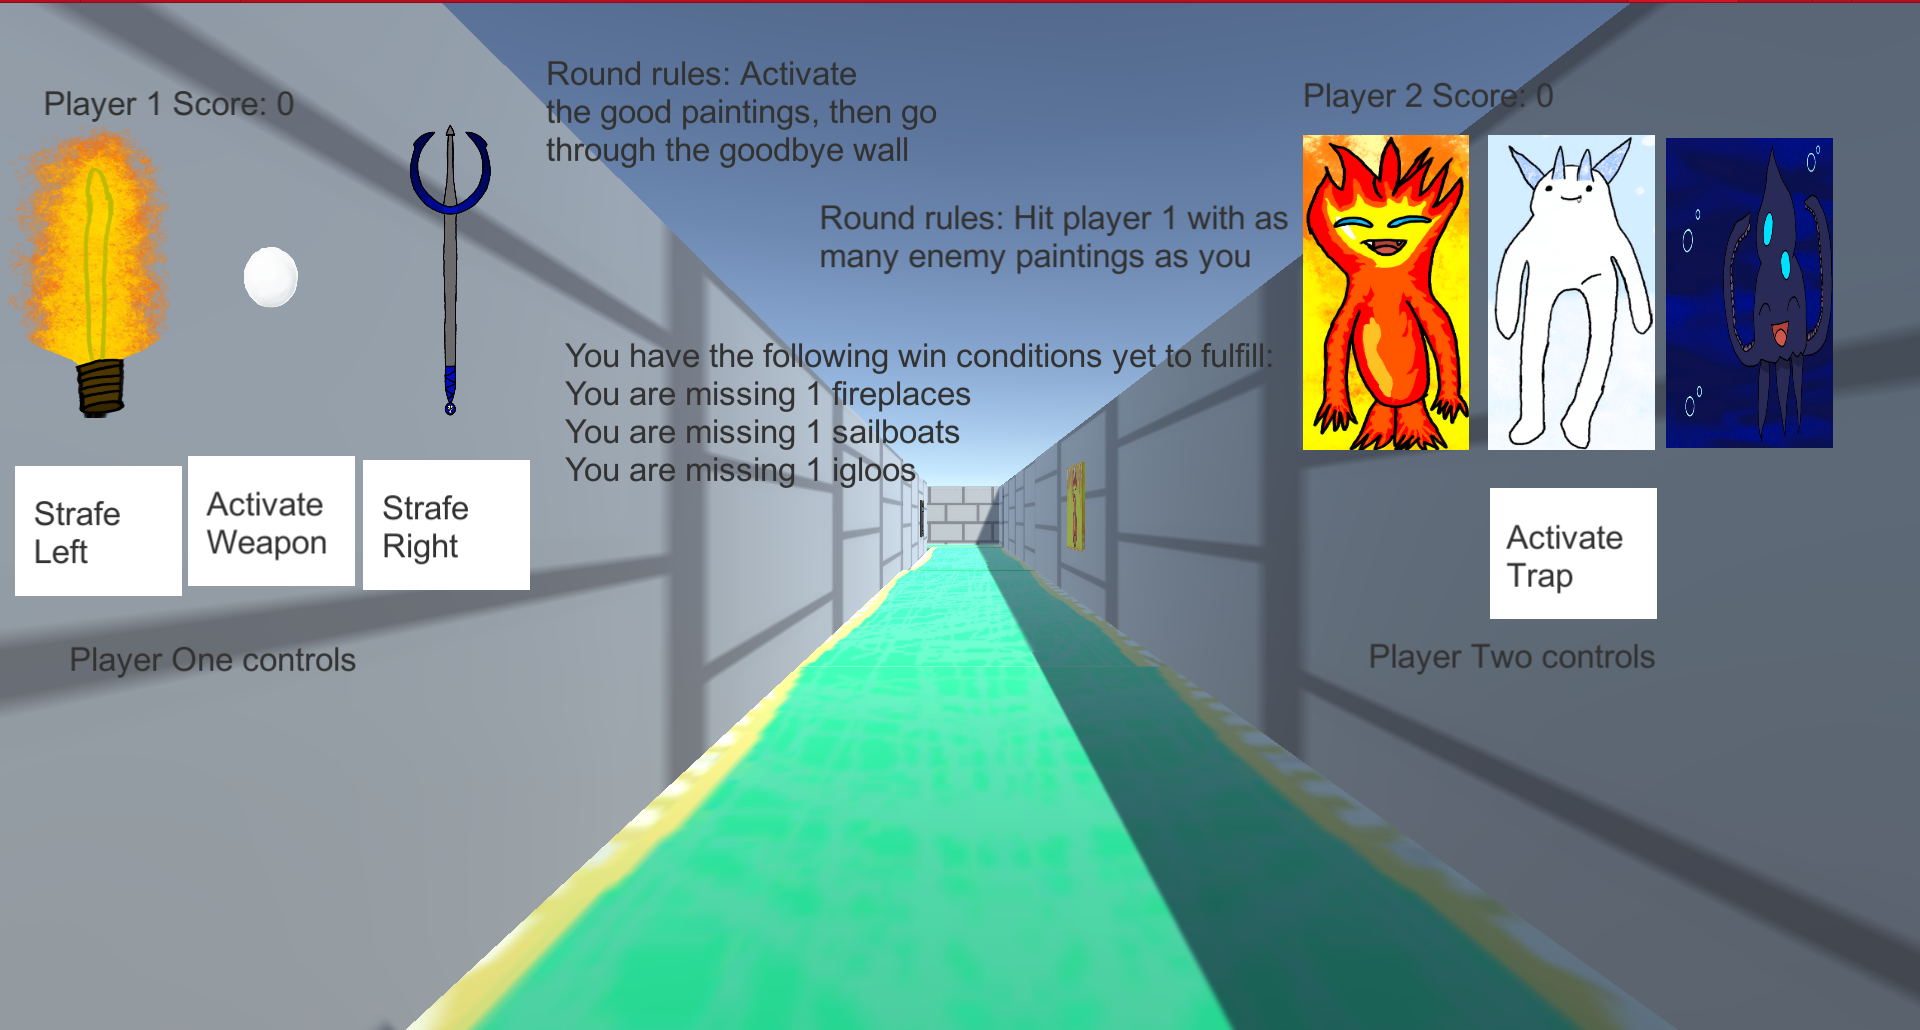 Player 1 Score: 0
Round rules: Activate
the good paintings, then go
through the goodbye wall
Player 2 Score: 0
Round rules: Hit player 1 with as
many enemy paintings as you
You have the following win conditions yet to fulfill:
You are missing 1 fireplaces
You are missing 1 sailboats
You are missing 1 igloos
Strafe
Left
Activate
Weapon
Strafe
Right
Activate
Trap
Player One controls
Player Two controls